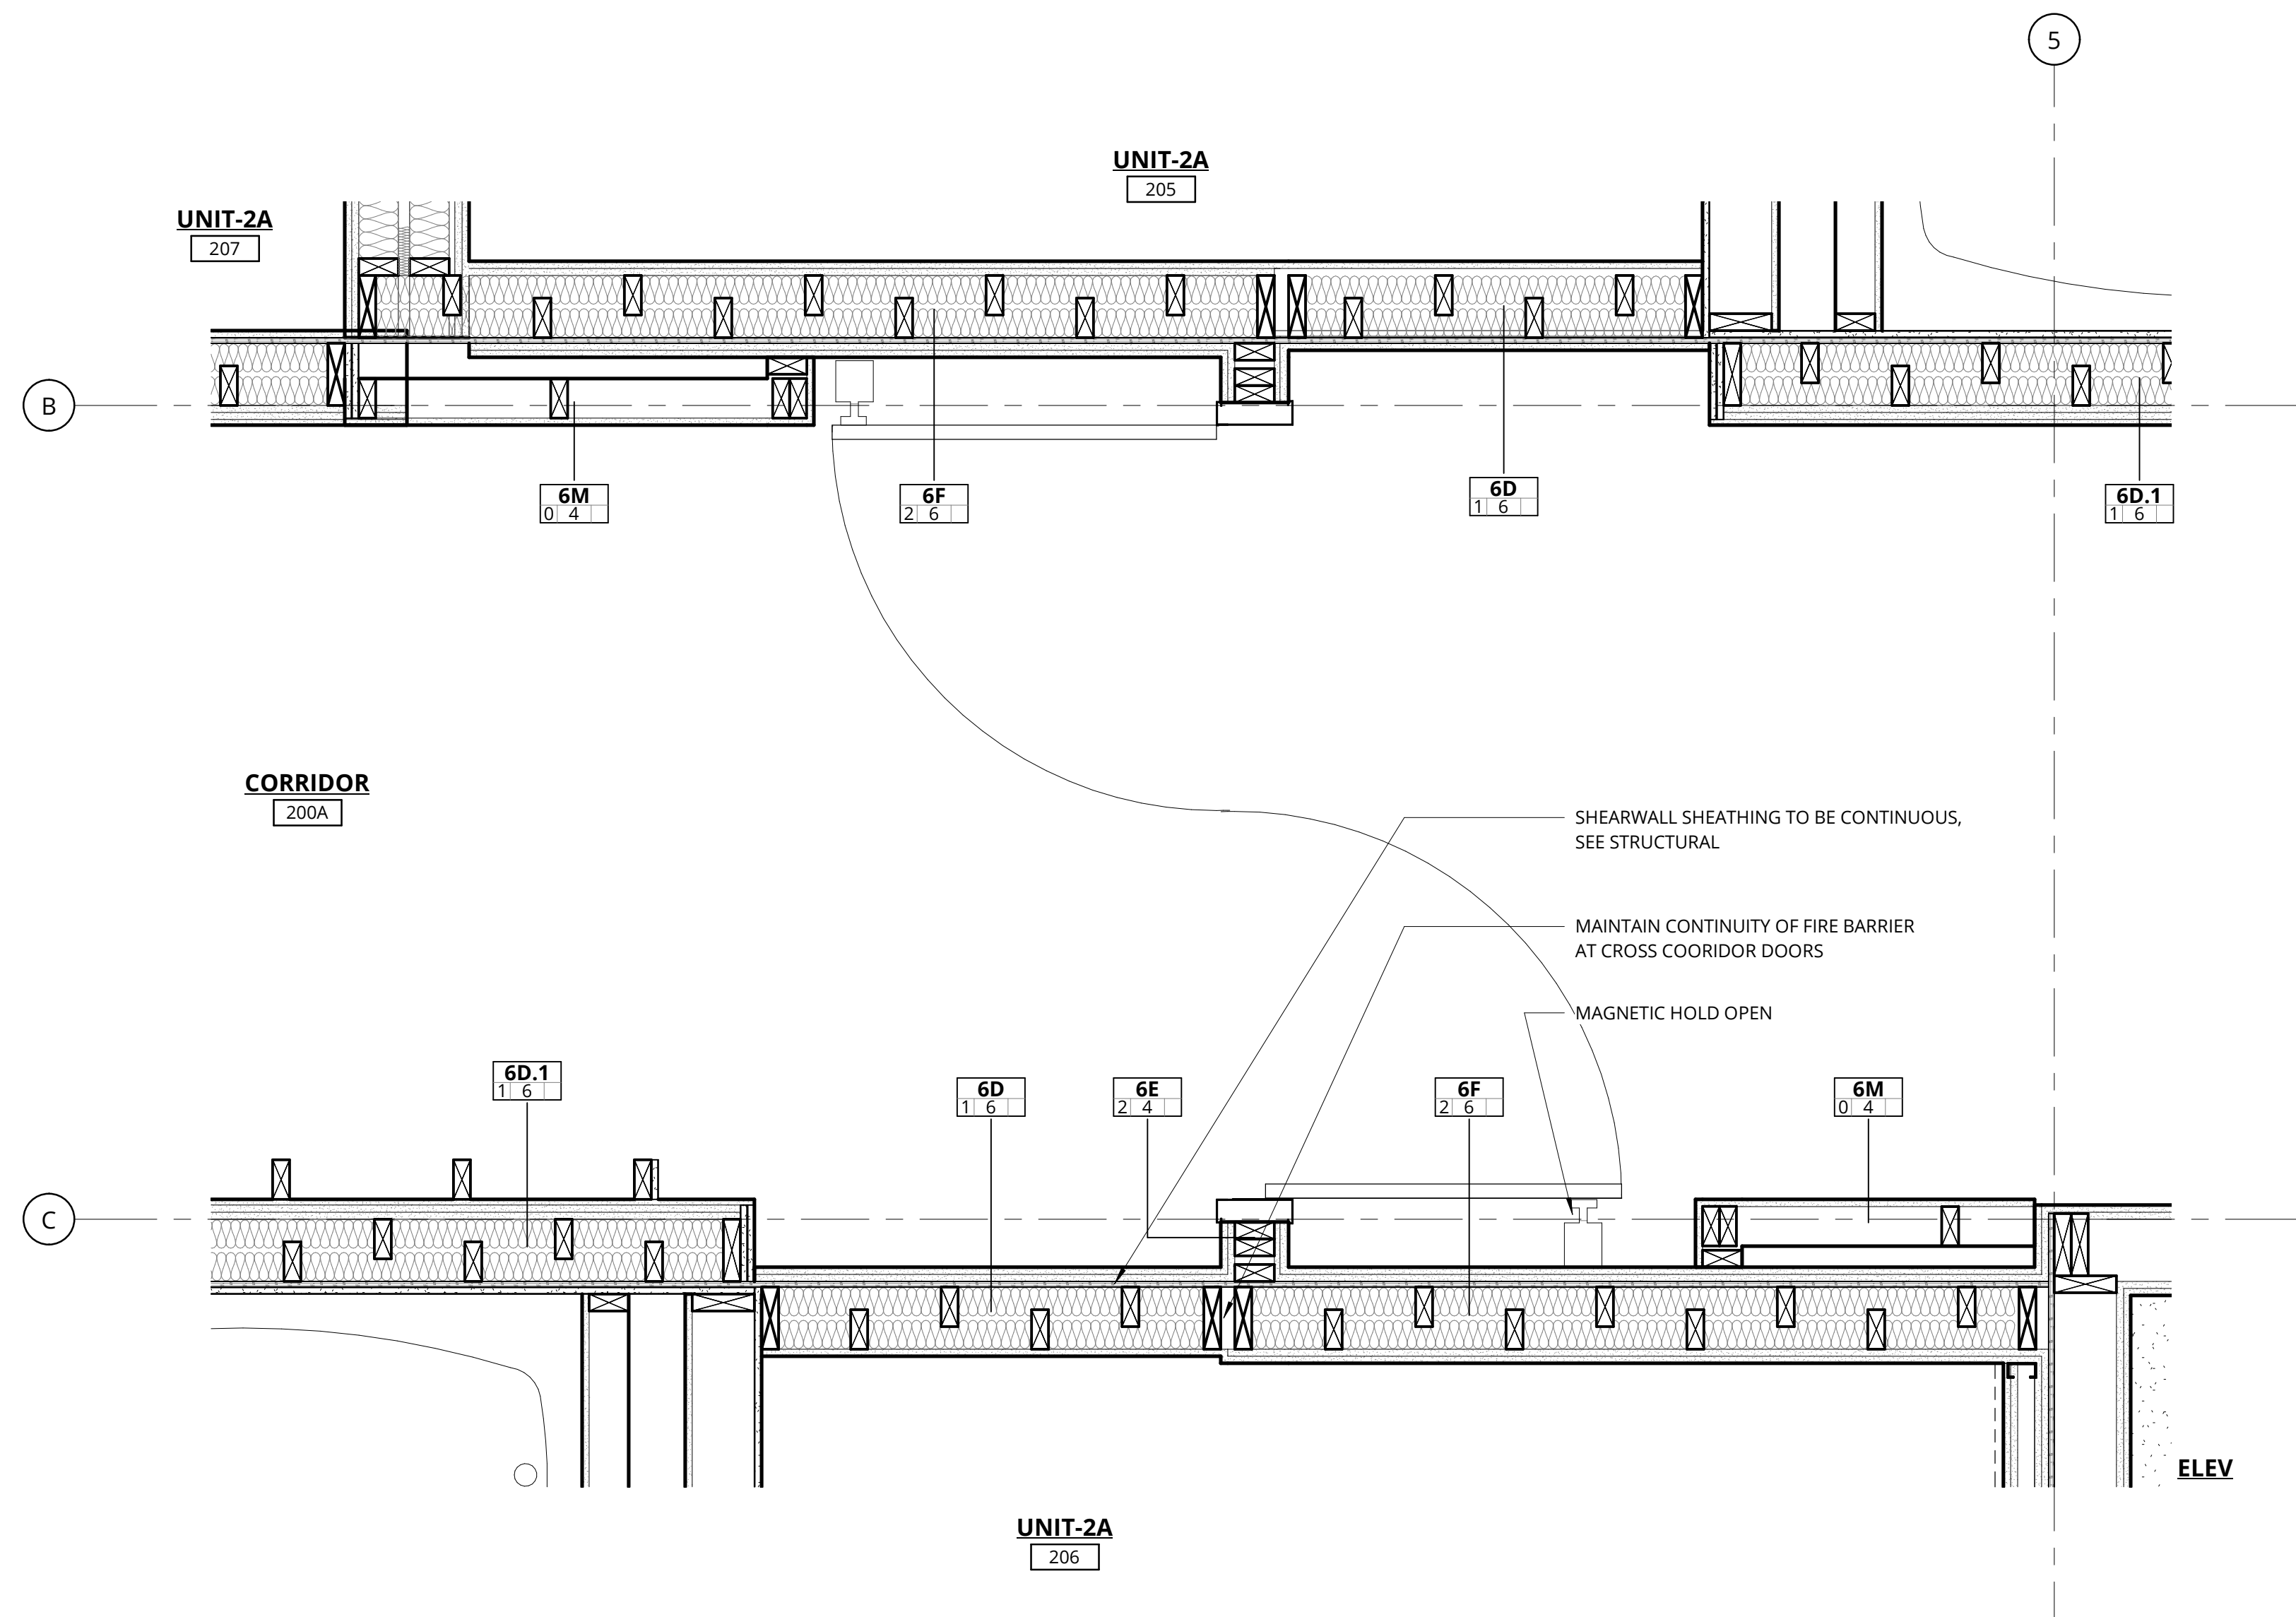 5
UNIT-2A
205
UNIT-2A
207
B
6M
0 4
6F
2 6
6D
1 6
6D.1
1 6
CORRIDOR
200A
SHEARWALL SHEATHING TO BE CONTINUOUS,
SEE STRUCTURAL
MAINTAIN CONTINUITY OF FIRE BARRIER
AT CROSS COORIDOR DOORS
MAGNETIC HOLD OPEN
6D.1
1 6
6D
1 6
6E
2 4
6F
2 6
6M
0 4
C
ELEV
UNIT-2A
206